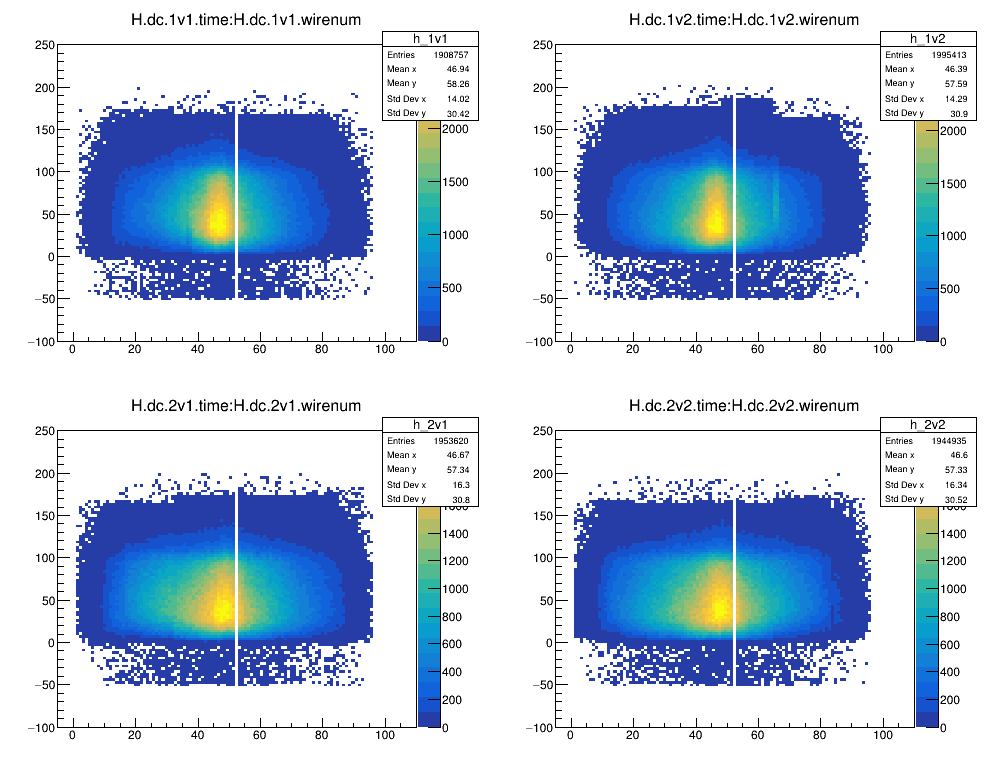 H.dc.1v1.time:H.dc.1v1.wirenum
h_1v1
Entries 1908757
Mean x 46.94
Mean y 58.26
Std Dev x 14.02
Std Dev y 30.42
250
200
150
100
50
0
−50
−100
0 20 40 60 80 100
2000
1500
1000
500
0
H.dc.1v2.time:H.dc.1v2.wirenum
h_1v2
Entries 1995413
Mean x 46.39
Mean y 57.59
Std Dev x 14.29
Std Dev y 30.9
250
200
150
100
50
0
−50
−100
0 20 40 60 80 100
2000
1500
1000
500
0
H.dc.2v1.time:H.dc.2v1.wirenum
h_2v1
Entries 1953620
Mean x 46.67
Mean y 57.34
Std Dev x 16.3
Std Dev y 30.8
250
200
150
100
50
0
−50
−100
0 20 40 60 80 100
1600
1400
1200
1000
800
600
400
200
0
H.dc.2v2.time:H.dc.2v2.wirenum
h_2v2
Entries 1944935
Mean x 46.6
Mean y 57.33
Std Dev x 16.34
Std Dev y 30.52
250
200
150
100
50
0
−50
−100
0 20 40 60 80 100
1600
1400
1200
1000
800
600
400
200
0